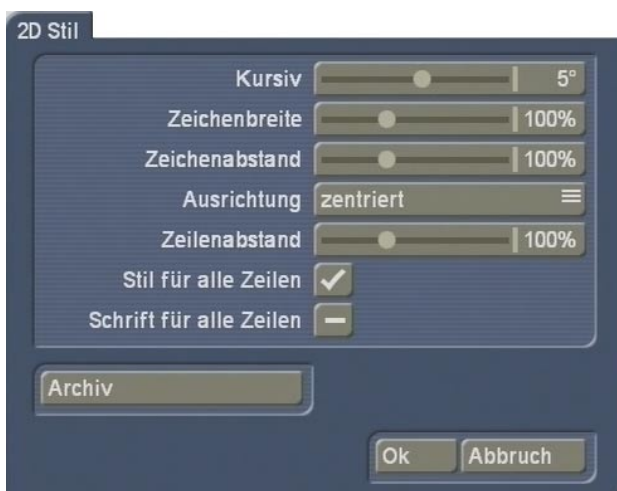 2D Stil
Kursiv 5°
Zeichenbreite 100%
Zeichenabstand 100%
Ausrichtung zentriert
Zeilenabstand 100%
Stil für alle Zeilen
Schrift für alle Zeilen
Archiv
Ok Abbruch